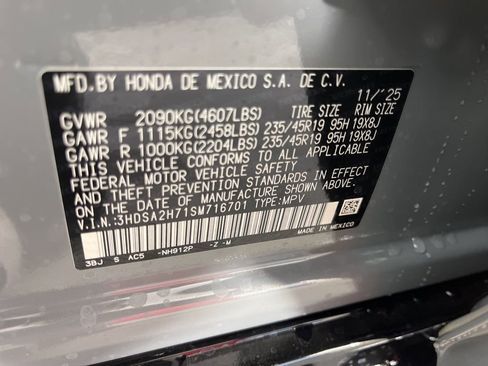 MFD.BY HONDA DE MEXICO S.A. DE C.V.
11/'25
GVWR 2090KG(4607LBS) TIRE SIZE RIM SIZE
GAWR F 1115KG(2458LBS) 235/45R19 95H 19X8J
GAWR R 1000KG(2204LBS) 235/45R19 95H 19X8J
THIS VEHICLE CONFORMS TO ALL APPLICABLE
FEDERAL MOTOR VEHICLE SAFETY
AND THEFT PREVENTION STANDARDS IN EFFECT
ON THE DATE OF MANUFACTURE SHOWN ABOVE.
V.I.N.:3HDSA2H71SM716701 TYPE:MPV
3BJ S AC5 -NH912P -Z -M
MADE IN MEXICO